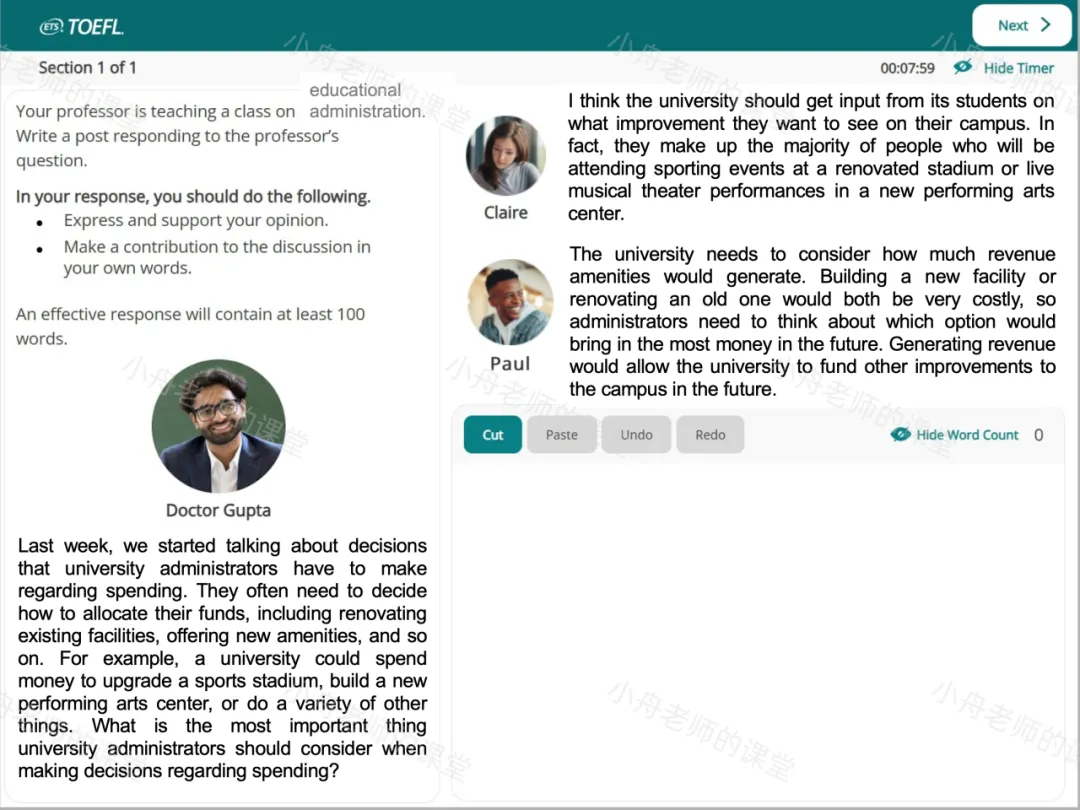 ETS TOEFL.
Next
Section 1 of 1
00:07:59
Hide Timer
Your professor is teaching a class on educational administration.
Write a post responding to the professor's
question.
In your response, you should do the following.
• Express and support your opinion.
• Make a contribution to the discussion in
your own words.
An effective response will contain at least 100
words.
Doctor Gupta
Last week, we started talking about decisions
that university administrators have to make
regarding spending. They often need to decide
how to allocate their funds, including renovating
existing facilities, offering new amenities, and so
on. For example, a university could spend
money to upgrade a sports stadium, build a new
performing arts center, or do a variety of other
things. What is the most important thing
university administrators should consider when
making decisions regarding spending?
I think the university should get input from its students on
what improvement they want to see on their campus. In
fact, they make up the majority of people who will be
attending sporting events at a renovated stadium or live
musical theater performances in a new performing arts
center.
Claire
The university needs to consider how much revenue
amenities would generate. Building a new facility or
renovating an old one would both be very costly, so
administrators need to think about which option would
bring in the most money in the future. Generating revenue
would allow the university to fund other improvements to
the campus in the future.
Paul
Cut
Paste
Undo
Redo
Hide Word Count 0
小舟老师的课堂